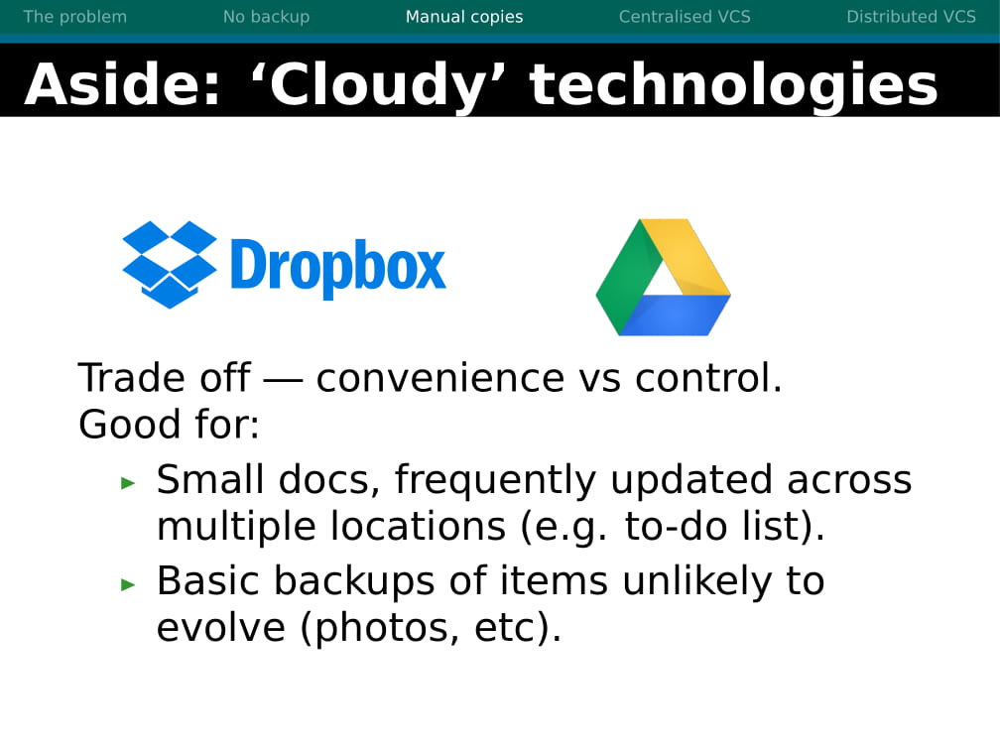 The problem No backup Manual copies Centralised VCS Distributed VCS
Aside: ‘Cloudy’ technologies
Dropbox
Trade off — convenience vs control.
Good for:
► Small docs, frequently updated across
multiple locations (e.g. to-do list).
► Basic backups of items unlikely to
evolve (photos, etc).